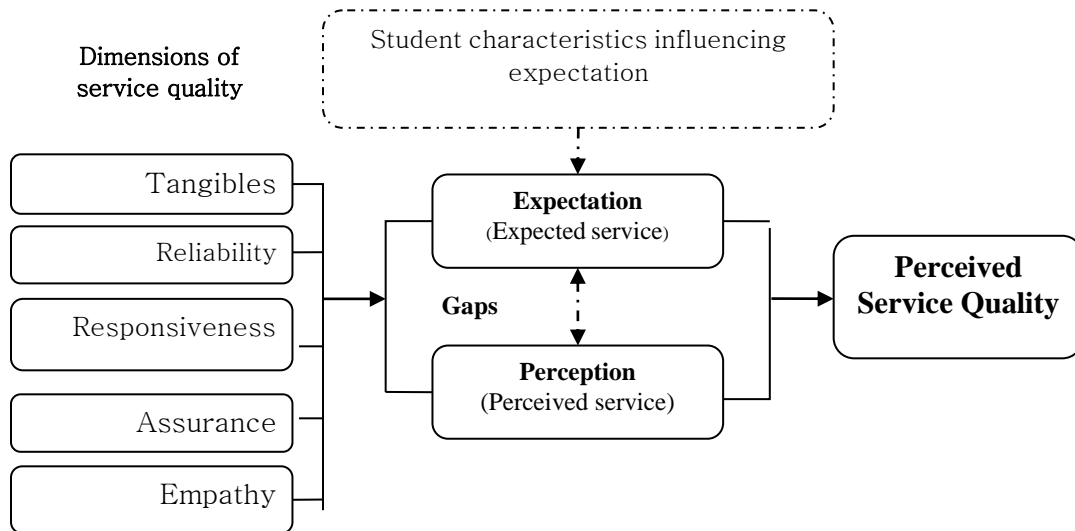 Dimensions of
service quality
Student characteristics influencing
expectation
Tangibles
Reliability
Responsiveness
Assurance
Empathy
Expectation
(Expected service)
Gaps
Perception
(Perceived service)
Perceived
Service Quality